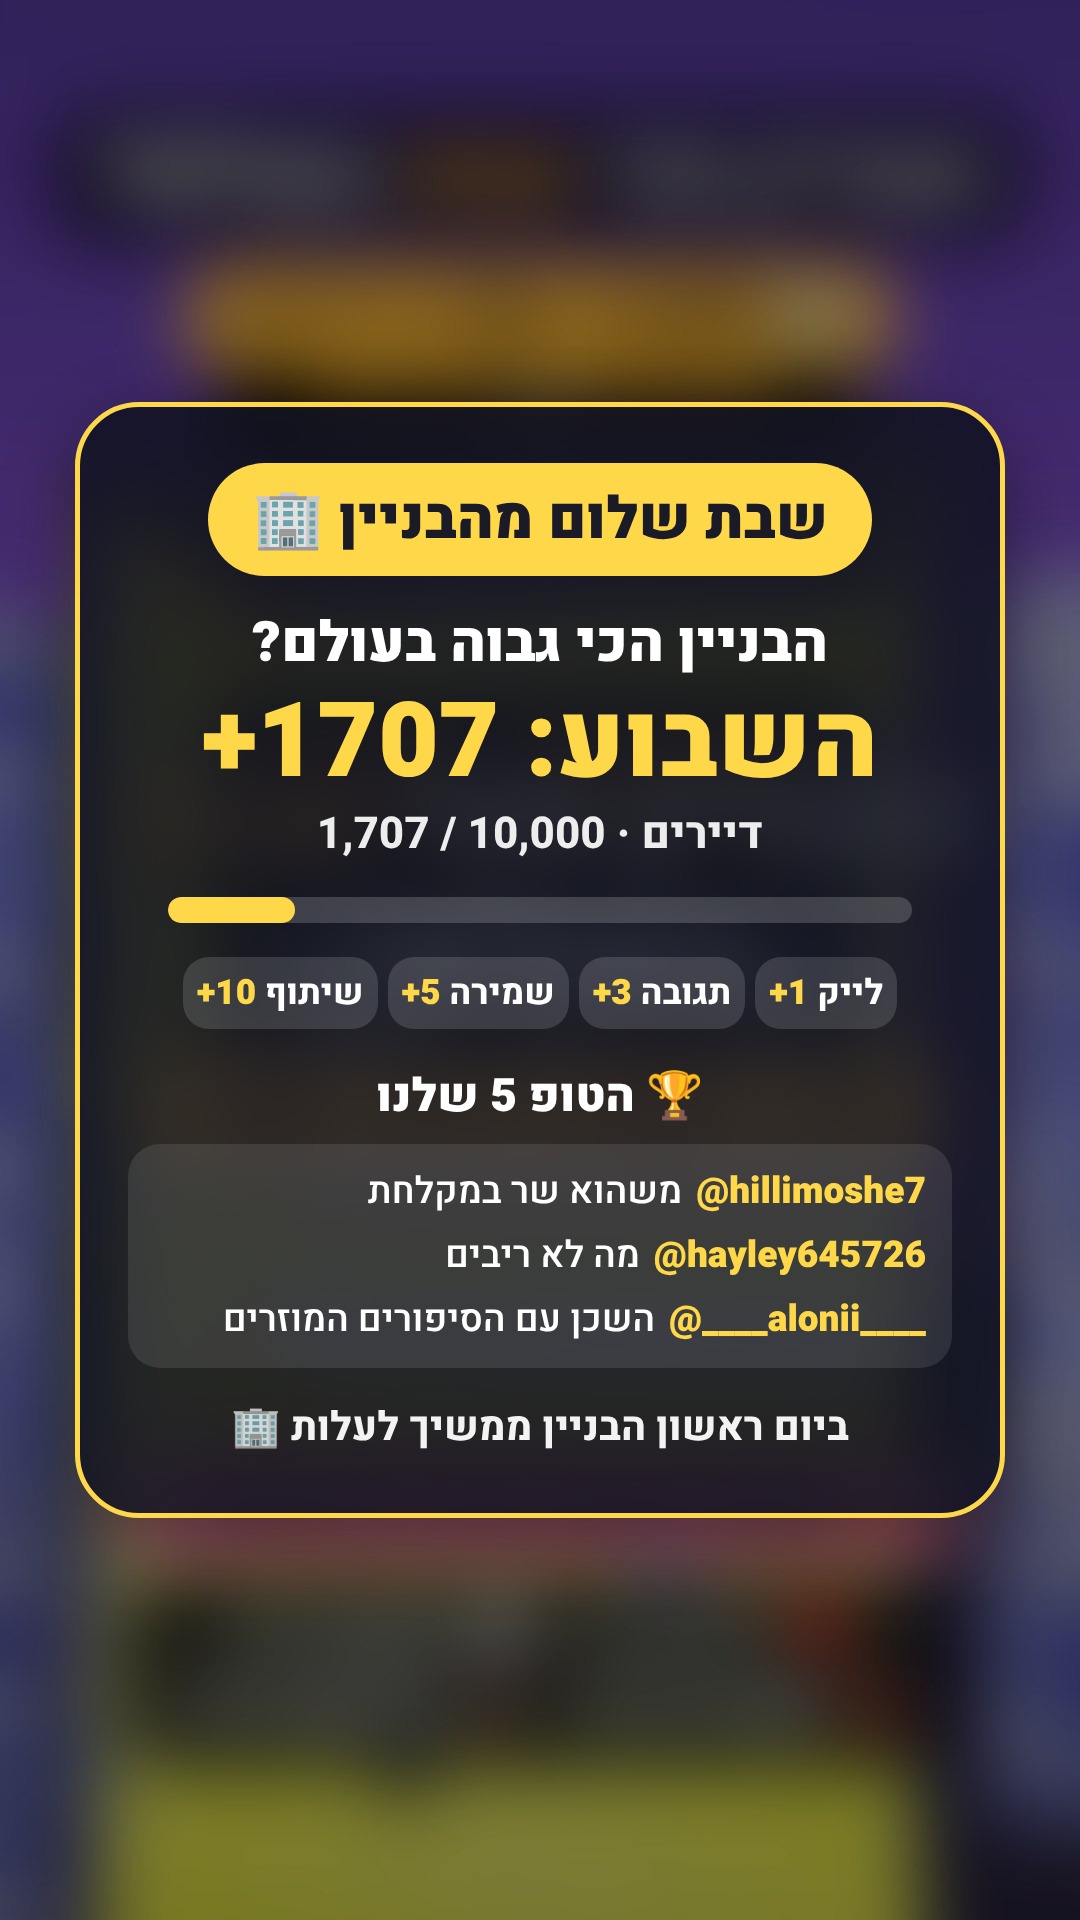 שבת שלום מהבניין 🏢
הבניין הכי גבוה בעולם?
השבוע: 1707+
דיירים · 10,000 / 1,707
לייק 1+ תגובה 3+ שמירה 5+ שיתוף 10+
🏆 הטופ 5 שלנו
@hillimoshe7 משהוא שר במקלחת
@hayley645726 מה לא ריבים
@____alonii____ השכן עם הסיפורים המוזרים
ביום ראשון הבניין ממשיך לעלות 🏢